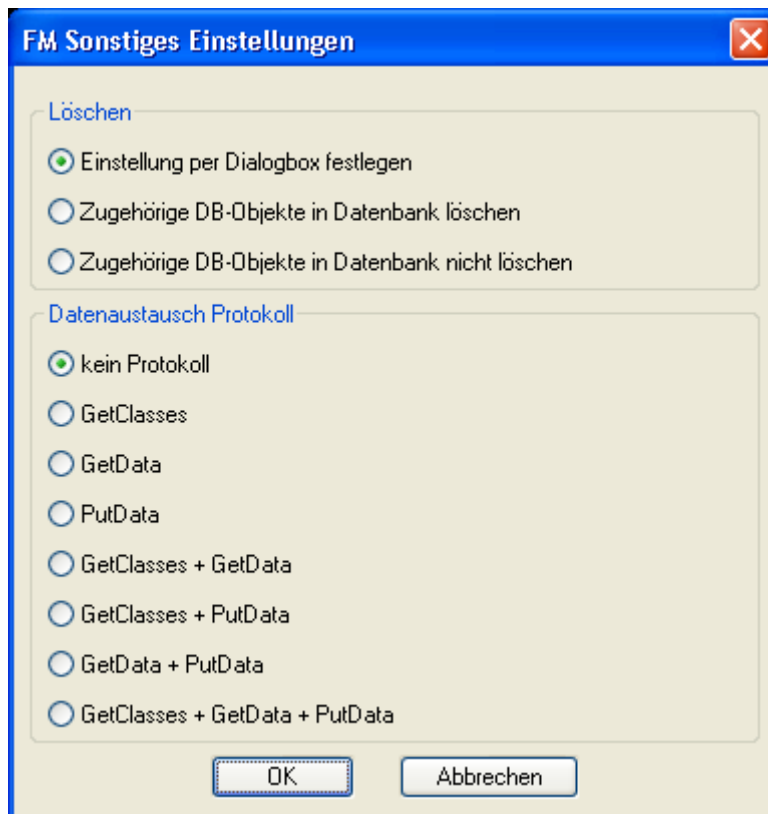 FM Sonstiges Einstellungen
Löschen
Einstellung per Dialogbox festlegen
Zugehörige DB-Objekte in Datenbank löschen
Zugehörige DB-Objekte in Datenbank nicht löschen
Datenaustausch Protokoll
kein Protokoll
GetClasses
GetData
PutData
GetClasses + GetData
GetClasses + PutData
GetData + PutData
GetClasses + GetData + PutData
OK
Abbrechen